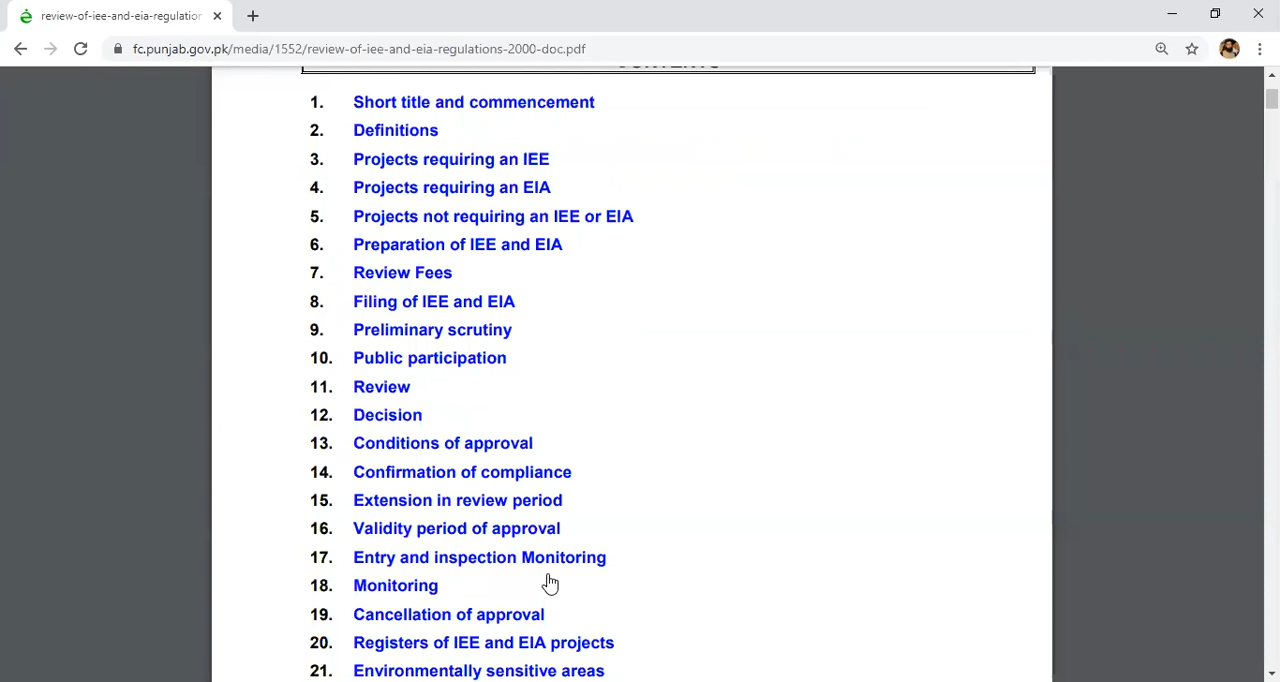 review-of-iee-and-eia-regulation
fc.punjab.gov.pk/media/1552/review-of-iee-and-eia-regulations-2000-doc.pdf
1. Short title and commencement
2. Definitions
3. Projects requiring an IEE
4. Projects requiring an EIA
5. Projects not requiring an IEE or EIA
6. Preparation of IEE and EIA
7. Review Fees
8. Filing of IEE and EIA
9. Preliminary scrutiny
10. Public participation
11. Review
12. Decision
13. Conditions of approval
14. Confirmation of compliance
15. Extension in review period
16. Validity period of approval
17. Entry and inspection Monitoring
18. Monitoring
19. Cancellation of approval
20. Registers of IEE and EIA projects
21. Environmentally sensitive areas